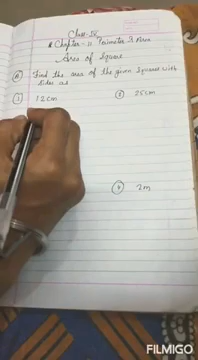 Class-IV
Chapter-11 Perimeter & Area
Area of Square
Find the area of the given square with
sides as
① 12cm ② 25cm
④ 2m
FILMIGO